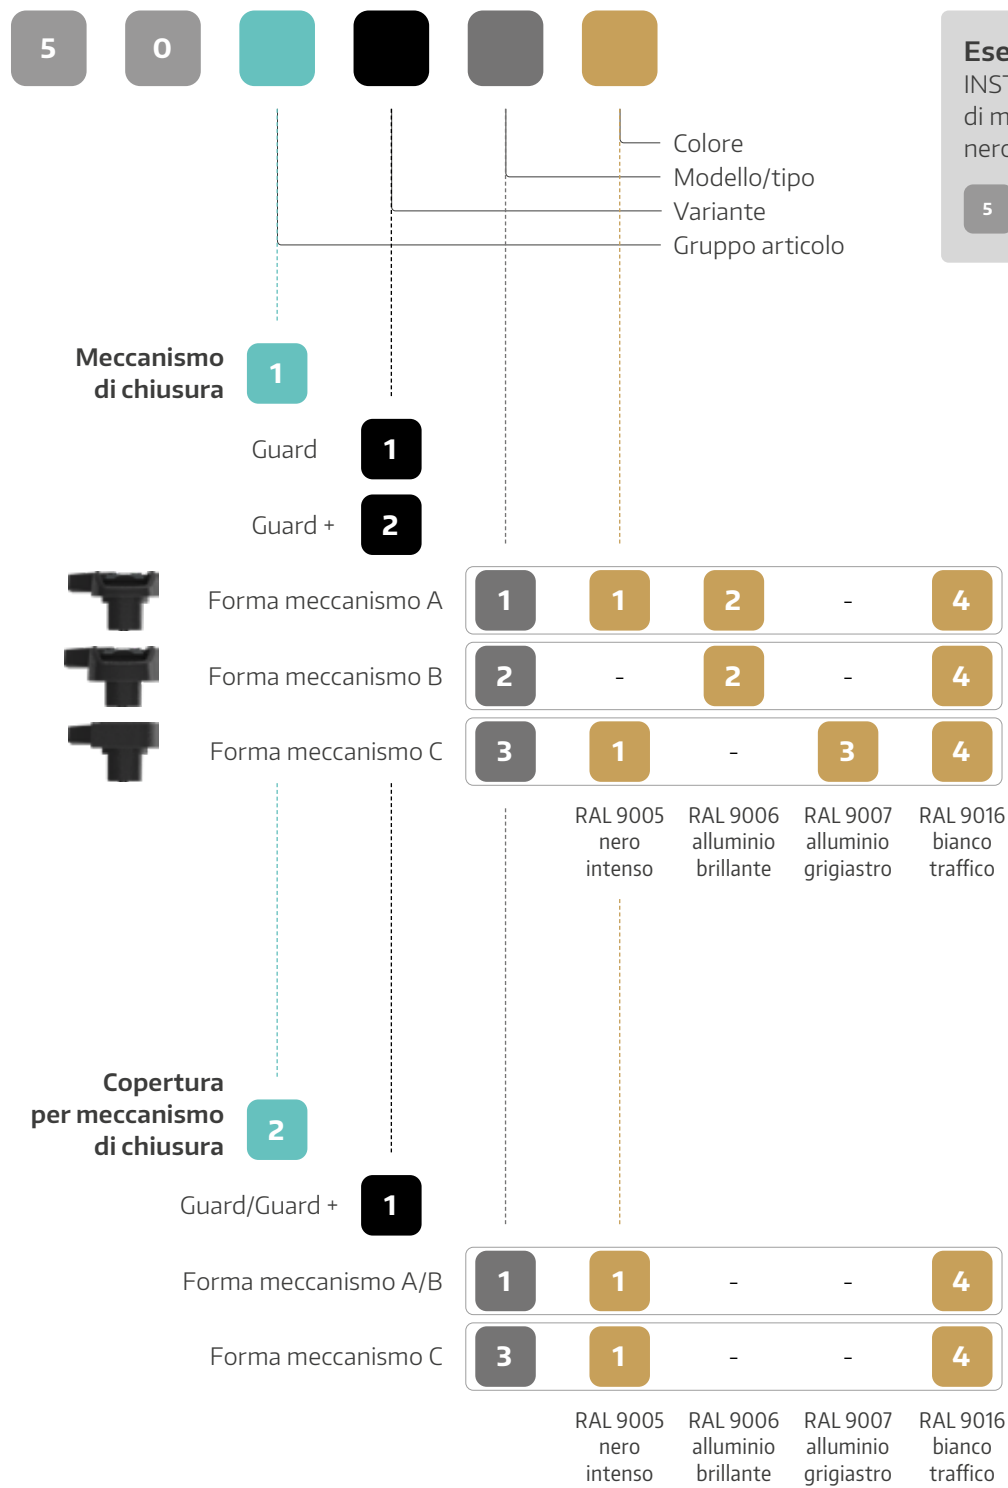 5 0
Colore
Modello/tipo
Variante
Gruppo articolo
5
Meccanismo
di chiusura
1
Guard 1
Guard + 2
Forma meccanismo A 1 1 2 - 4
Forma meccanismo B 2 - 2 - 4
Forma meccanismo C 3 1 - 3 4
RAL 9005 RAL 9006 RAL 9007 RAL 9016
nero alluminio alluminio bianco
intenso brillante grigiastro traffico
Copertura
per meccanismo
di chiusura
2
Guard/Guard + 1
Forma meccanismo A/B 1 1 - - 4
Forma meccanismo C 3 1 - - 4
RAL 9005 RAL 9006 RAL 9007 RAL 9016
nero alluminio alluminio bianco
intenso brillante grigiastro traffico